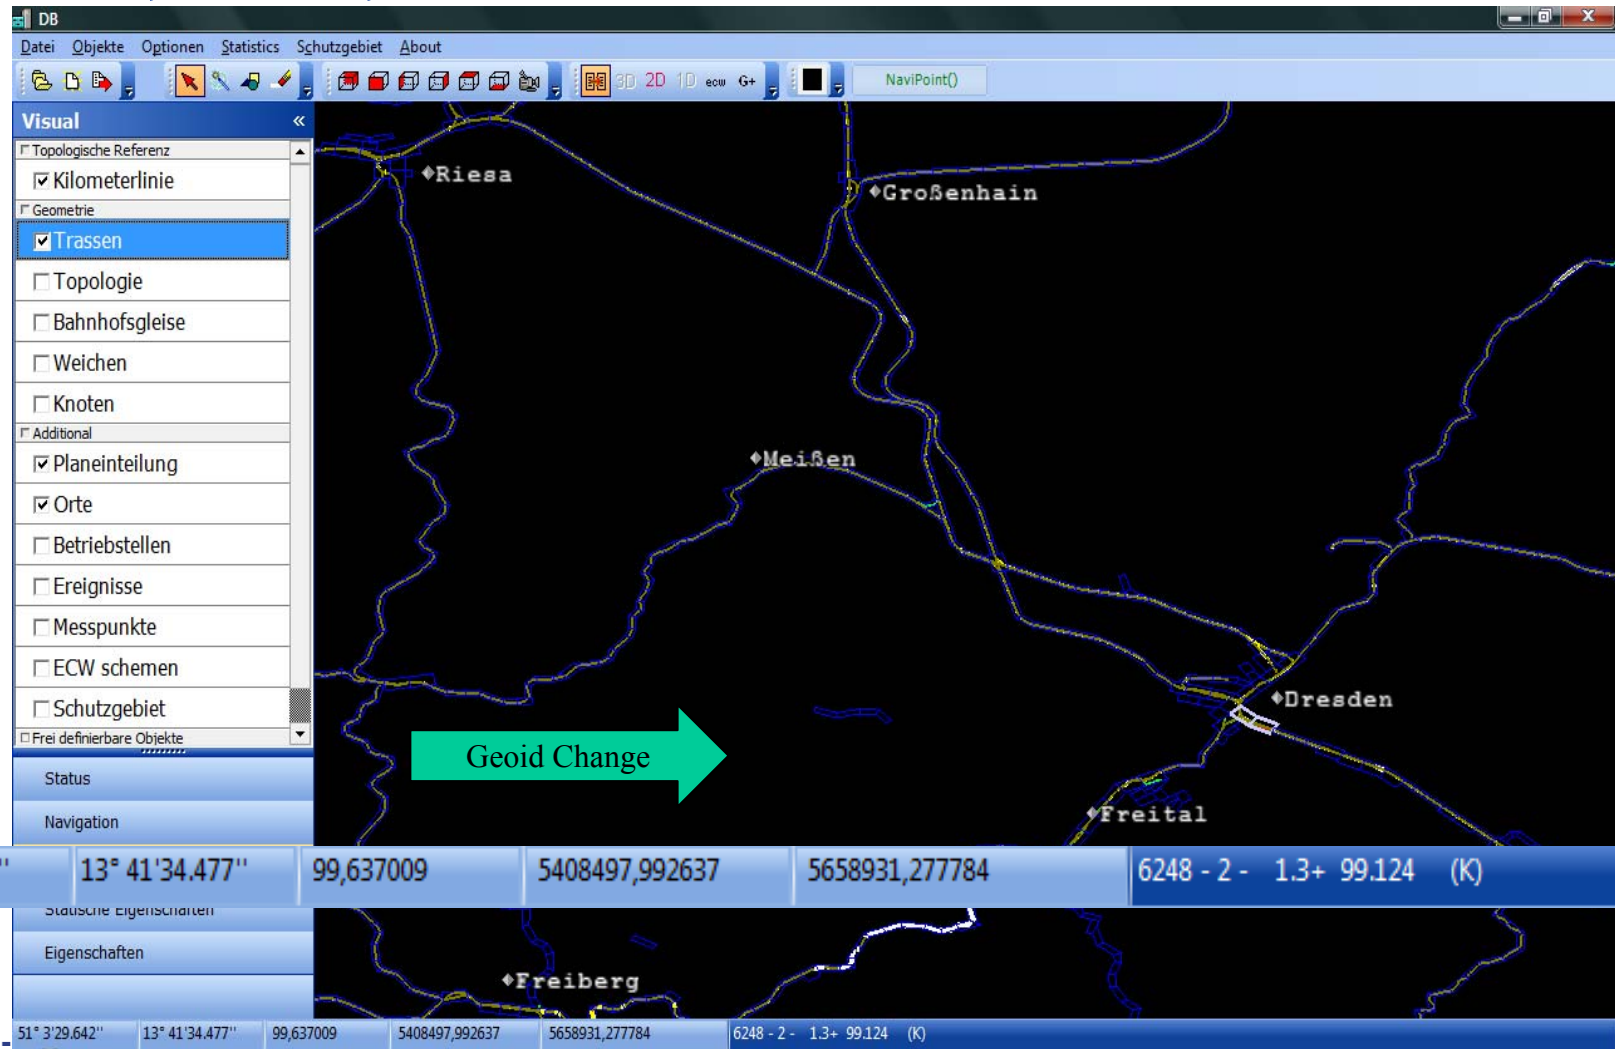 DB
Datei Objekte Optionen Statistics Schutzgebiet About
3D 2D 1D ecw G+ NaviPoint()
Visual «
Topologische Referenz
Kilometerlinie
Geometrie
Trassen
Topologie
Bahnhofsgleise
Weichen
Knoten
Additional
Planeinteilung
Orte
Betriebstellen
Ereignisse
Messpunkte
ECW schemen
Schutzgebiet
Frei definierbare Objekte
Status
Navigation
Riesa
Großenhain
Meißen
Dresden
Geoid Change
Freital
13° 41'34.477'' 99,637009 5408497,992637 5658931,277784 6248 - 2 - 1.3+ 99.124 (K)
Statische Eigenschaften
Eigenschaften
Freiberg
51° 3'29.642'' 13° 41'34.477'' 99,637009 5408497,992637 5658931,277784 6248 - 2 - 1.3+ 99.124 (K)